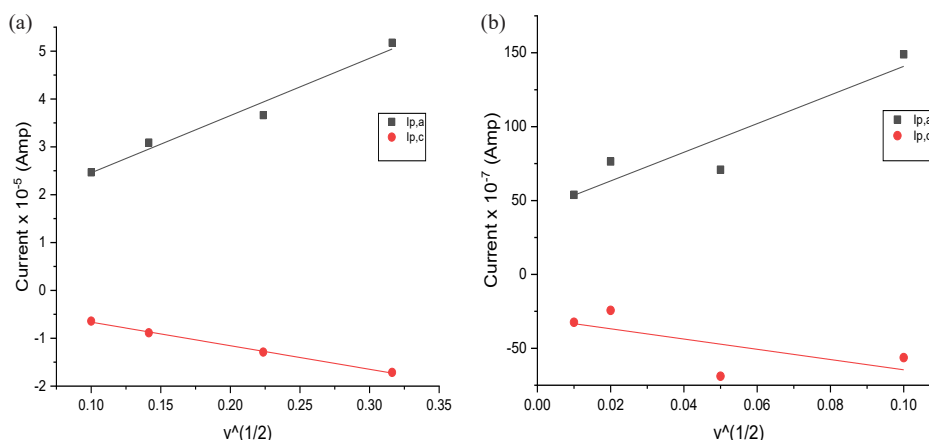 (a)
5
4
3
2
1
0
-1
-2
0.10 0.15 0.20 0.25 0.30 0.35
Current x 10-5 (Amp)
v^(1/2)
Ip,a
Ip,c
(b)
150
100
50
0
-50
0.00 0.02 0.04 0.06 0.08 0.10
Current x 10-7 (Amp)
v^(1/2)
Ip,a
Ip,c